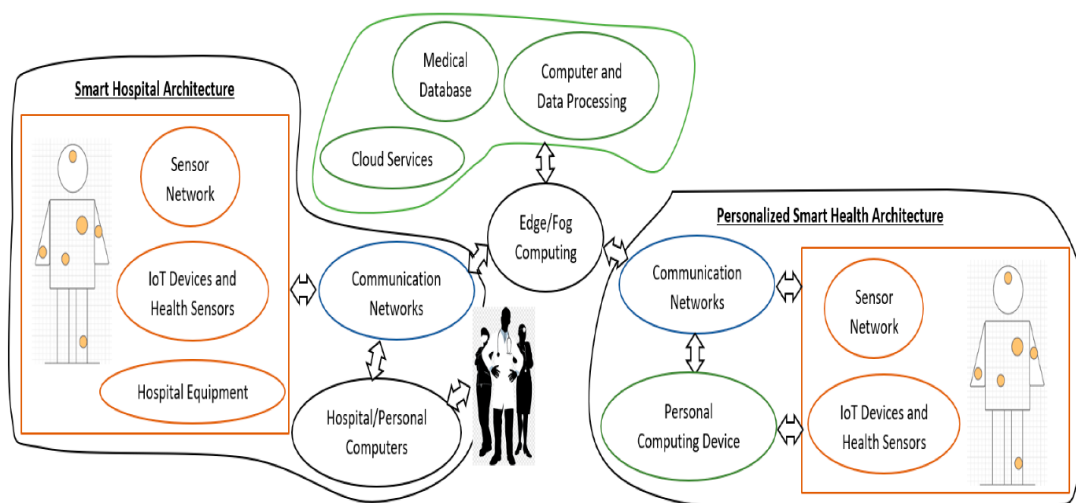 Smart Hospital Architecture
Sensor
Network
IoT Devices and
Health Sensors
Hospital Equipment
Communication
Networks
Hospital/Personal
Computers
Medical
Database
Computer and
Data Processing
Cloud Services
Edge/Fog
Computing
Personalized Smart Health Architecture
Communication
Networks
Personal
Computing Device
Sensor
Network
IoT Devices and
Health Sensors